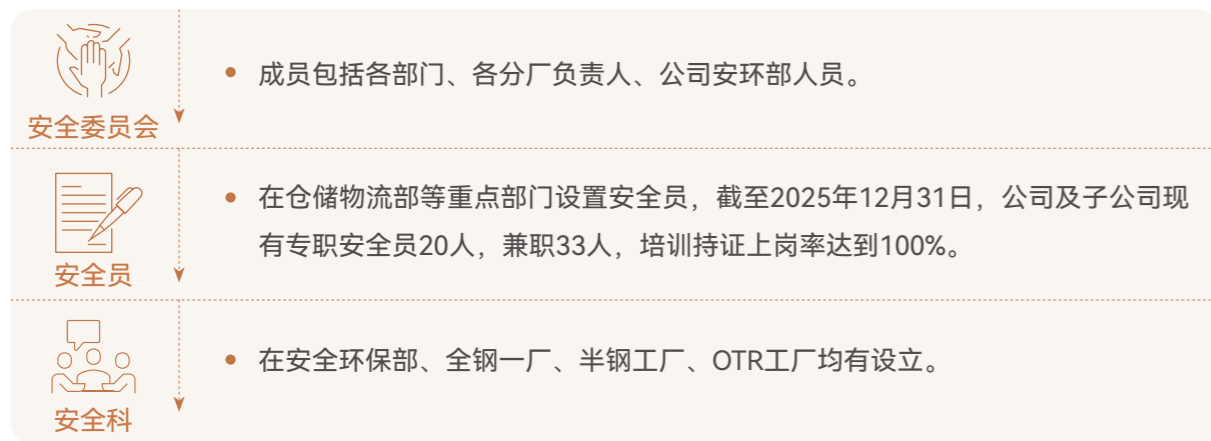 安全委员会
成员包括各部门、各分厂负责人、公司安环部人员。
安全员
在仓储物流部等重点部门设置安全员，截至2025年12月31日，公司及子公司现
有专职安全员20人，兼职33人，培训持证上岗率达到100%。
安全科
在安全环保部、全钢一厂、半钢工厂、OTR工厂均有设立。